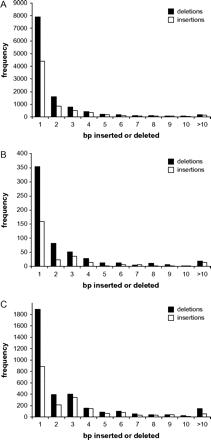 A
9000
8000
7000
6000
5000
4000
3000
2000
1000
0
frequency
deletions
insertions
1 2 3 4 5 6 7 8 9 10 >10
bp inserted or deleted
B
400
350
300
250
200
150
100
50
0
frequency
deletions
insertions
1 2 3 4 5 6 7 8 9 10 >10
bp inserted or deleted
C
1800
1600
1400
1200
1000
800
600
400
200
0
frequency
deletions
insertions
1 2 3 4 5 6 7 8 9 10 >10
bp inserted or deleted